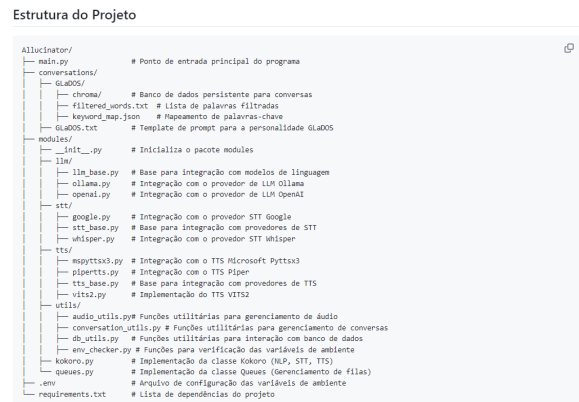 Estrutura do Projeto
Allucinator/
├── main.py # Ponto de entrada principal do programa
├── conversations/
│   ├── GLaDOS/
│   │   ├── chroma/ # Banco de dados persistente para conversas
│   │   ├── filtered_words.txt # Lista de palavras filtradas
│   │   ├── keyword_map.json # Mapeamento de palavras-chave
│   ├── GLaDOS.txt # Template de prompt para a personalidade GLaDOS
├── modules/
│   ├── __init__.py # Inicializa o pacote modules
│   ├── llm/
│   │   ├── llm_base.py # Base para integração com modelos de linguagem
│   │   ├── ollama.py # Integração com o provedor de LLM Ollama
│   │   ├── openai.py # Integração com o provedor de LLM OpenAI
│   ├── stt/
│   │   ├── google.py # Integração com o provedor STT Google
│   │   ├── stt_base.py # Base para integração com provedores de STT
│   │   ├── whisper.py # Integração com o provedor STT Whisper
│   ├── tts/
│   │   ├── mspyttsx3.py # Integração com o TTS Microsoft Pyttsx3
│   │   ├── pipertts.py # Integração com o TTS Piper
│   │   ├── tts_base.py # Base para integração com provedores de TTS
│   │   ├── vits2.py # Implementação do TTS VITS2
│   ├── utils/
│   │   ├── audio_utils.py# Funções utilitárias para gerenciamento de áudio
│   │   ├── conversation_utils.py # Funções utilitárias para gerenciamento de conversas
│   │   ├── db_utils.py # Funções utilitárias para interação com banco de dados
│   │   ├── env_checker.py # Funções para verificação das variáveis de ambiente
│   ├── kokoro.py # Implementação da classe Kokoro (NLP, STT, TTS)
│   └── queues.py # Implementação da classe Queues (Gerenciamento de filas)
├── .env # Arquivo de configuração das variáveis de ambiente
└── requirements.txt # Lista de dependências do projeto